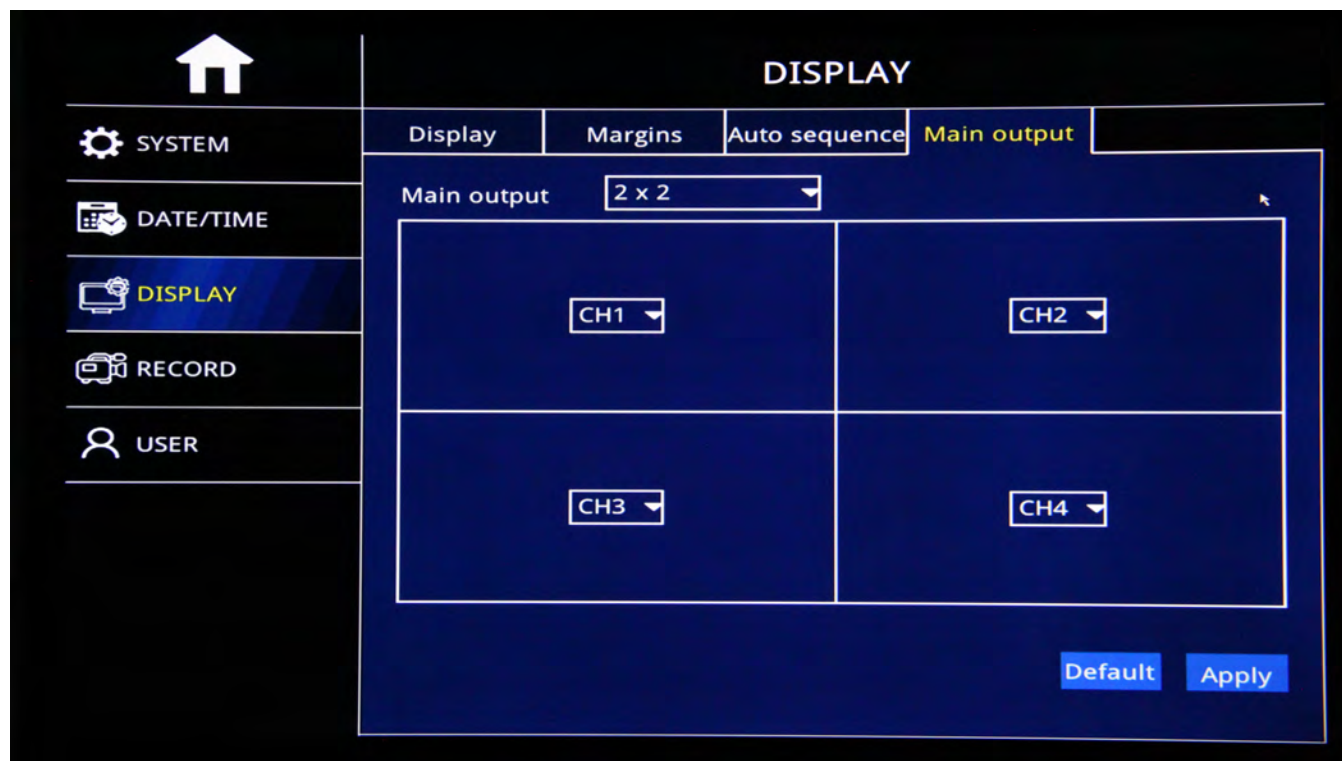 DISPLAY
SYSTEM
DATE/TIME
DISPLAY
RECORD
USER
Display Margins Auto sequence Main output
Main output 2 x 2
CH1 CH2
CH3 CH4
Default Apply